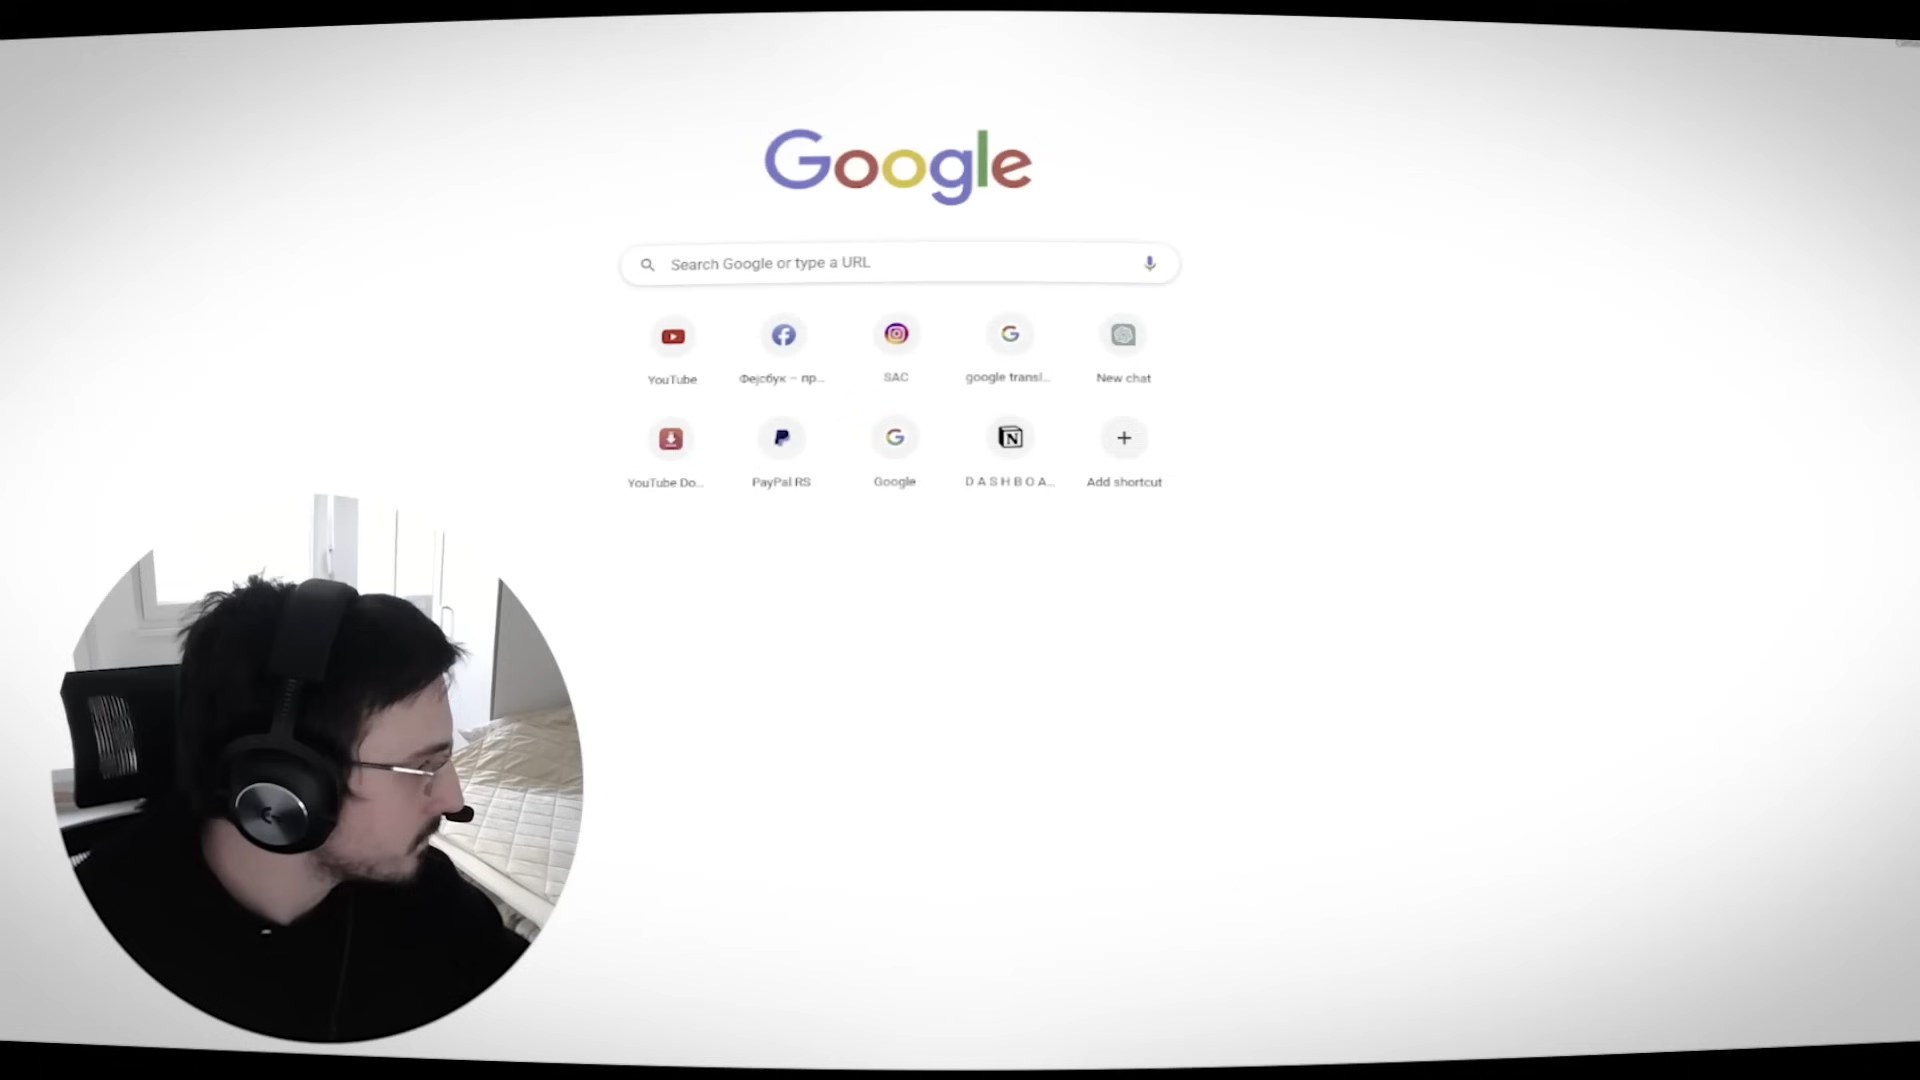 Google
Search Google or type a URL
YouTube
Фејсбук – пр...
SAC
google transl...
New chat
YouTube Do...
PayPal RS
Google
D A S H B O A...
Add shortcut